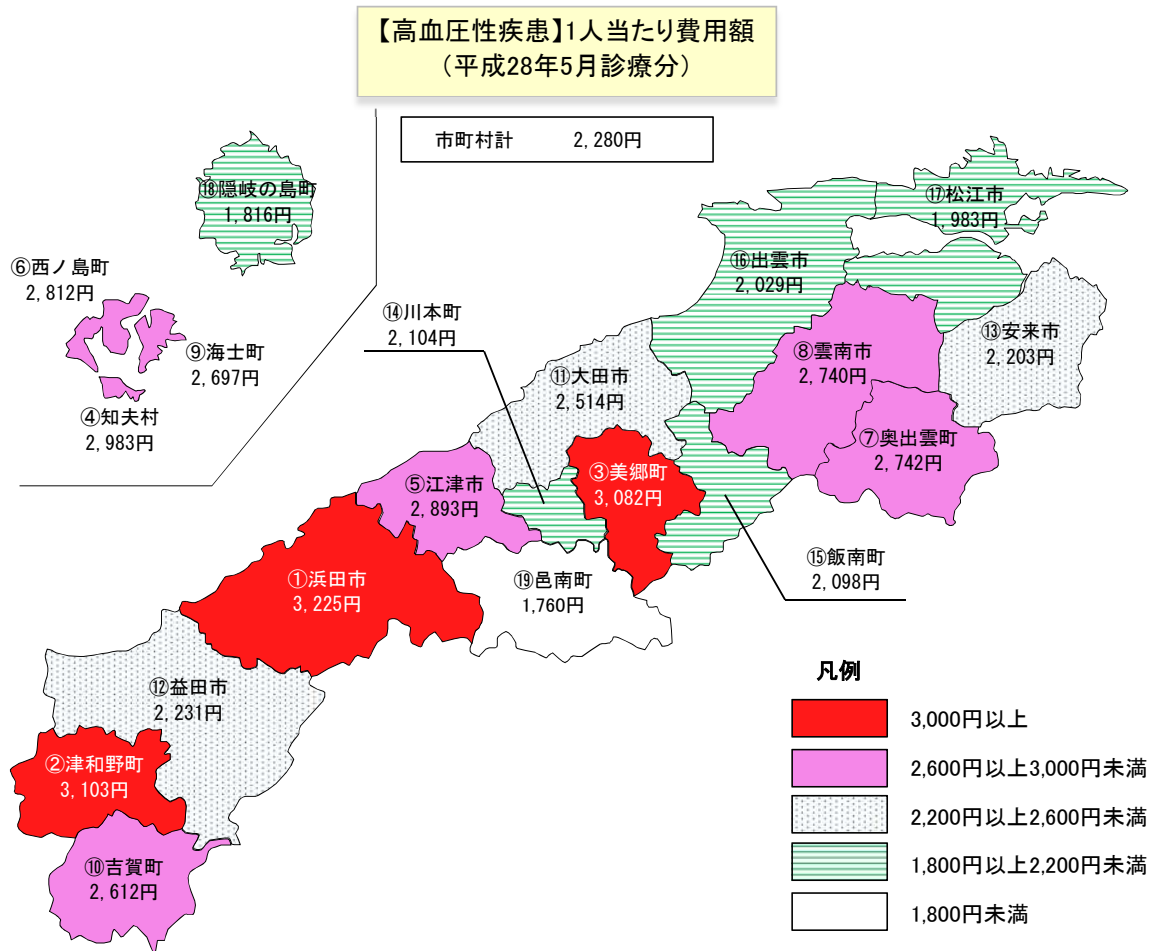 【高血圧性疾患】1人当たり費用額
(平成28年5月診療分)
市町村計 2,280円
⑱隠岐の島町
1,816円
⑰松江市
1,983円
⑥西ノ島町
2,812円
⑯出雲市
2,029円
⑭川本町
2,104円
⑬安来市
2,203円
⑨海士町
2,697円
⑧雲南市
2,740円
⑪大田市
2,514円
④知夫村
2,983円
⑦奥出雲町
2,742円
③美郷町
3,082円
⑤江津市
2,893円
⑮飯南町
2,098円
①浜田市
3,225円
⑲邑南町
1,760円
⑫益田市
2,231円
②津和野町
3,103円
⑩吉賀町
2,612円
凡例
3,000円以上
2,600円以上3,000円未満
2,200円以上2,600円未満
1,800円以上2,200円未満
1,800円未満